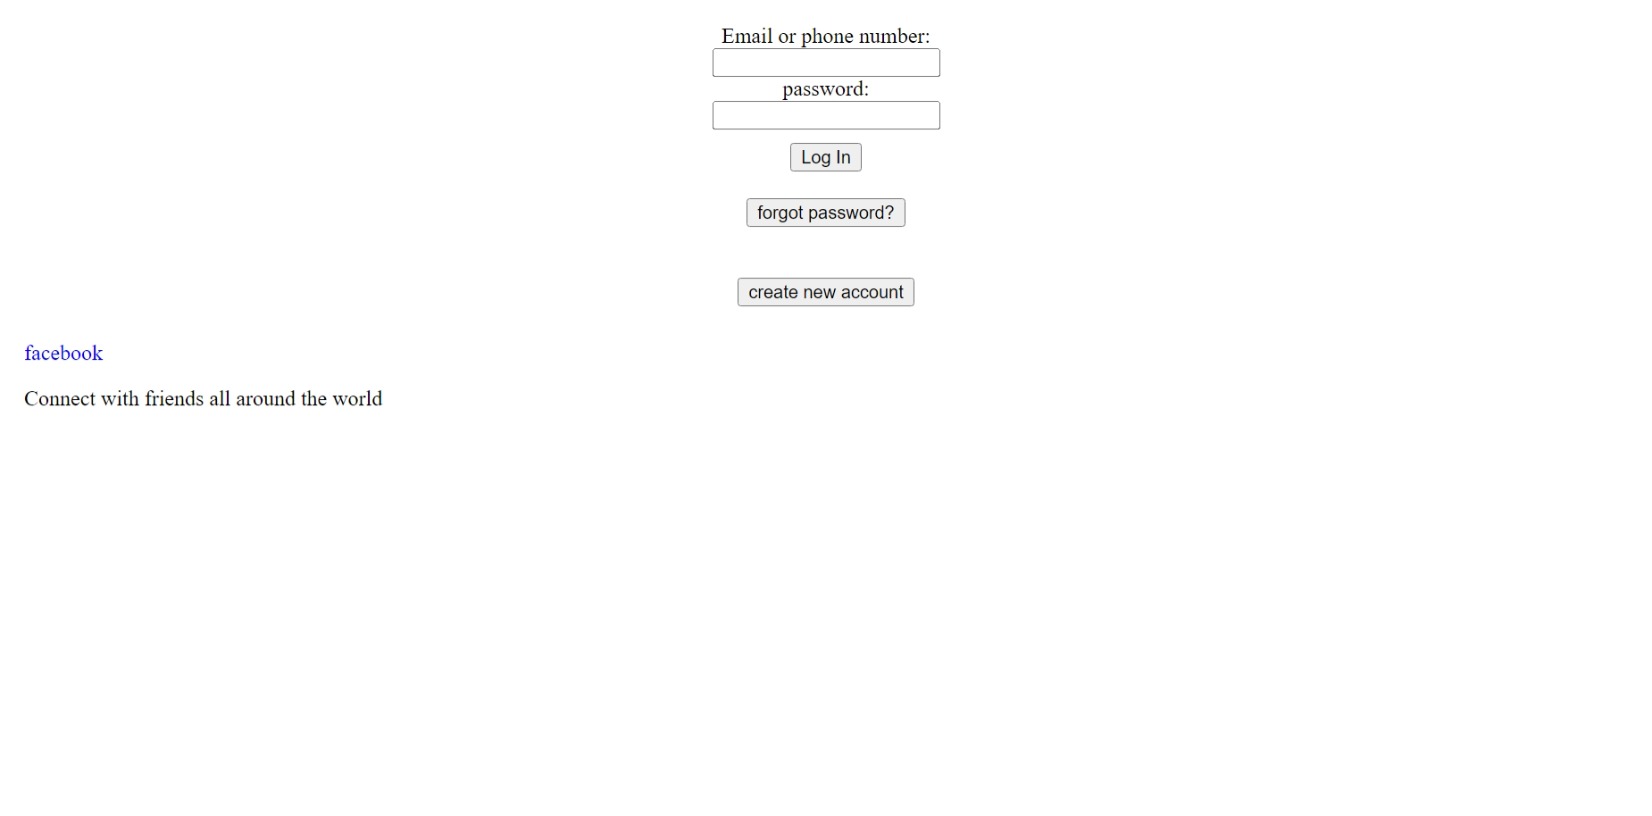 Email or phone number:
password:
Log In
forgot password?
create new account
facebook
Connect with friends all around the world